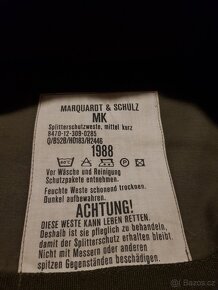 MARQUARDT & SCHULZ
MK
Splitterschutzweste, mittel kurz
8470-12-309-0285
Q/B52B/HD183/H2446
1988
Vor Wäsche und Reinigung
Schutzpakete entnehmen.
Feuchte Weste schonend trocknen.
Dunkel aufbewahren.
ACHTUNG!
DIESE WESTE KANN LEBEN RETTEN.
Deshalb ist sie pfleglich zu behandeln,
damit der Splitterschutz erhalten bleibt
Nicht mit Messern oder anderen
spitzen Gegenständen beschädigen.